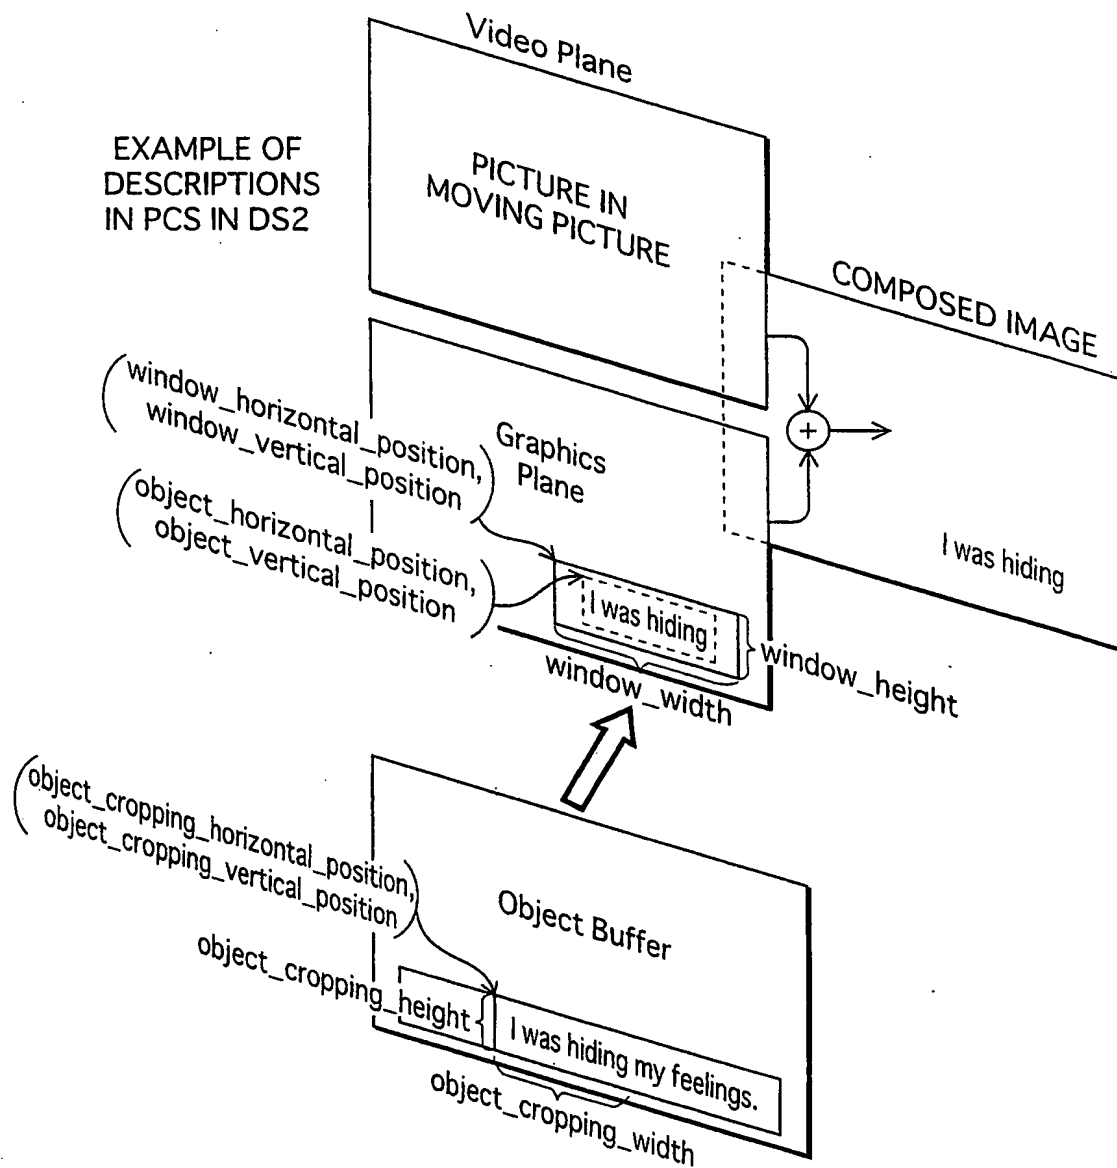 Video Plane
EXAMPLE OF
DESCRIPTIONS
IN PCS IN DS2
PICTURE IN
MOVING PICTURE
COMPOSED IMAGE
window_horizontal_position,
window_vertical_position
Graphics
Plane
+
object_horizontal_position,
object_vertical_position
I was hiding
I was hiding
window_height
window_width
object_cropping_horizontal_position,
object_cropping_vertical_position
Object Buffer
object_cropping_height
I was hiding my feelings.
object_cropping_width